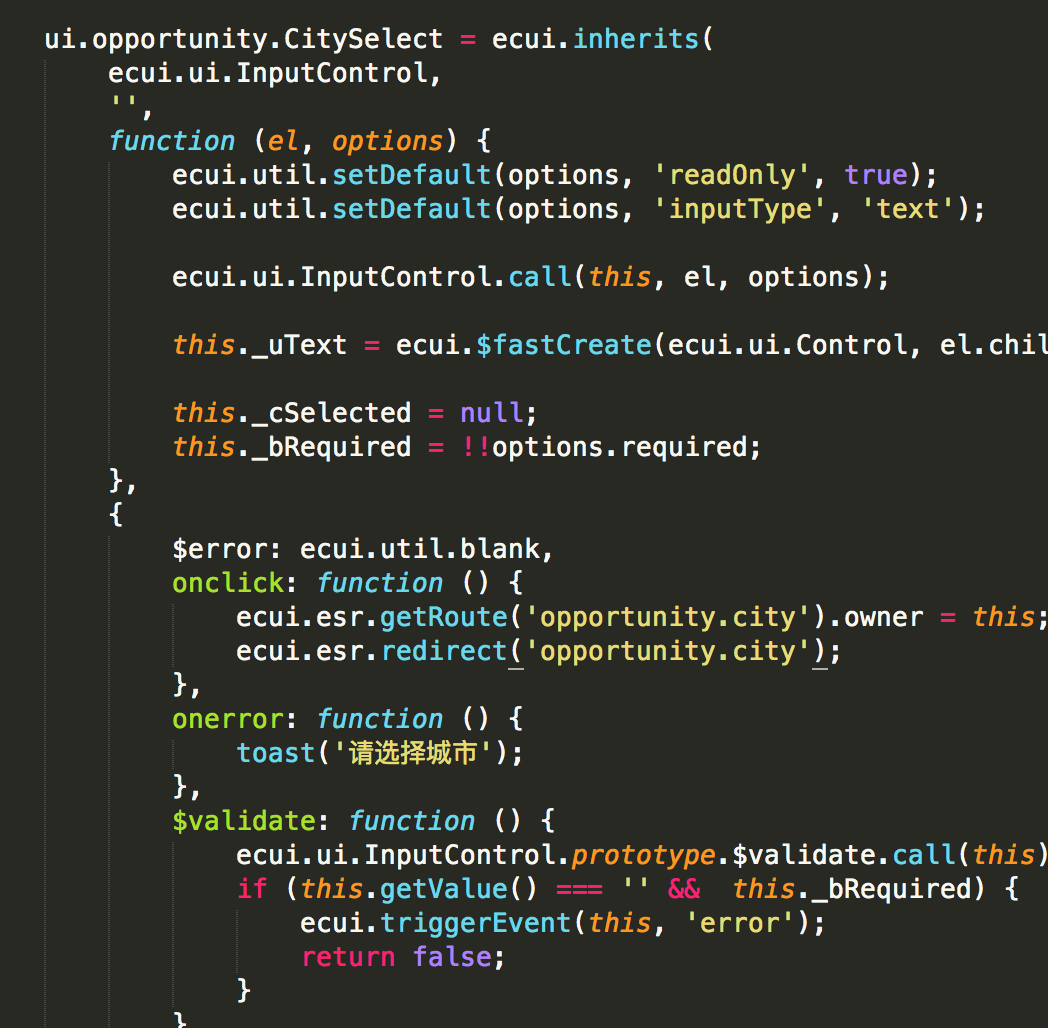 ui.opportunity.CitySelect = ecui.inherits(
    ecui.ui.InputControl,
    '',
    function (el, options) {
        ecui.util.setDefault(options, 'readOnly', true);
        ecui.util.setDefault(options, 'inputType', 'text');
        ecui.ui.InputControl.call(this, el, options);
        this._uText = ecui.$fastCreate(ecui.ui.Control, el.chil
        this._cSelected = null;
        this._bRequired = !!options.required;
    },
    {
        $error: ecui.util.blank,
        onclick: function () {
            ecui.esr.getRoute('opportunity.city').owner = this;
            ecui.esr.redirect('opportunity.city');
        },
        onerror: function () {
            toast('请选择城市');
        },
        $validate: function () {
            ecui.ui.InputControl.prototype.$validate.call(this)
            if (this.getValue() === '' &&  this._bRequired) {
                ecui.triggerEvent(this, 'error');
                return false;
            }
        }